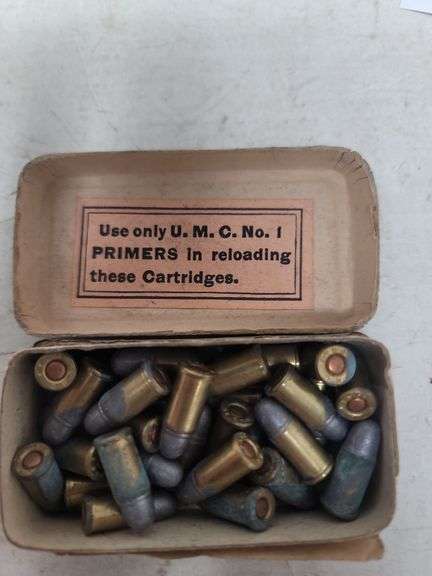 Use only U. M. C. No. 1
PRIMERS in reloading
these Cartridges.